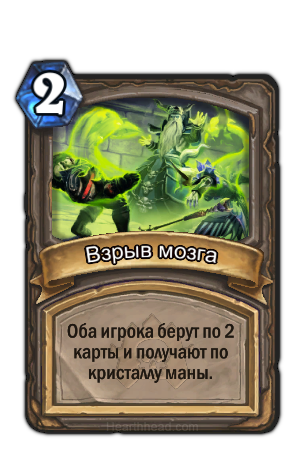 2
Взрыв мозга
Оба игрока берут по 2
карты и получают по
кристаллу маны.
Hearthhead.com